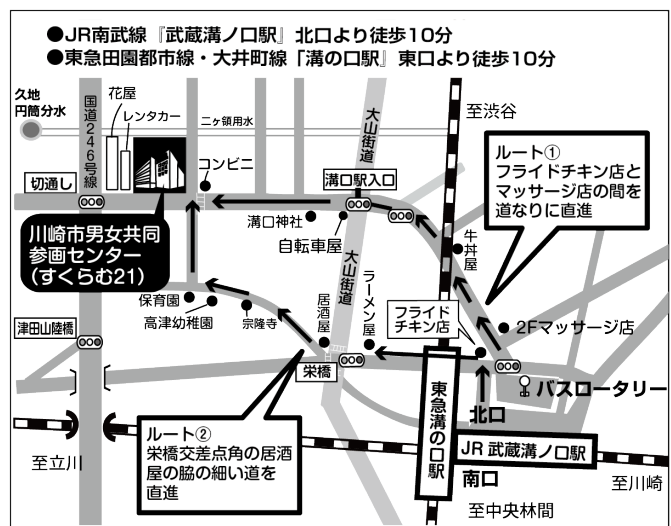 ●JR南武線『武蔵溝ノ口駅』北口より徒歩10分
●東急田園都市線・大井町線「溝の口駅』東口より徒歩10分
久地
円筒分水
国道246号線
花屋
レンタカー
二ヶ領用水
大山街道
至渋谷
コンビニ
切通し
溝口駅入口
ルート①
フライドチキン店と
マッサージ店の間を
道なりに直進
川崎市男女共同
参画センター
(すくらむ21)
溝口神社
自転車屋
牛丼屋
大山街道
保育園
高津幼稚園
宗隆寺
居酒屋
ラーメン屋
フライド
チキン店
2Fマッサージ店
津田山陸橋
栄橋
バスロータリー
北口
東急溝の口駅
ルート②
栄橋交差点角の居酒
屋の脇の細い道を
直進
JR 武蔵溝ノ口駅
南口
至立川
至川崎
至中央林間